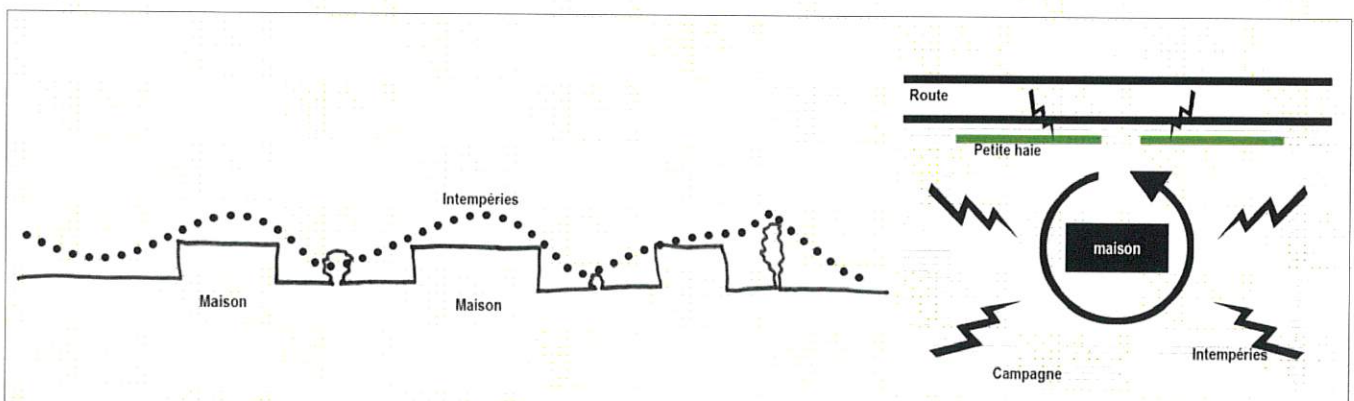 Intempéries
Maison
Maison
Route
Petite haie
maison
Intempéries
Campagne